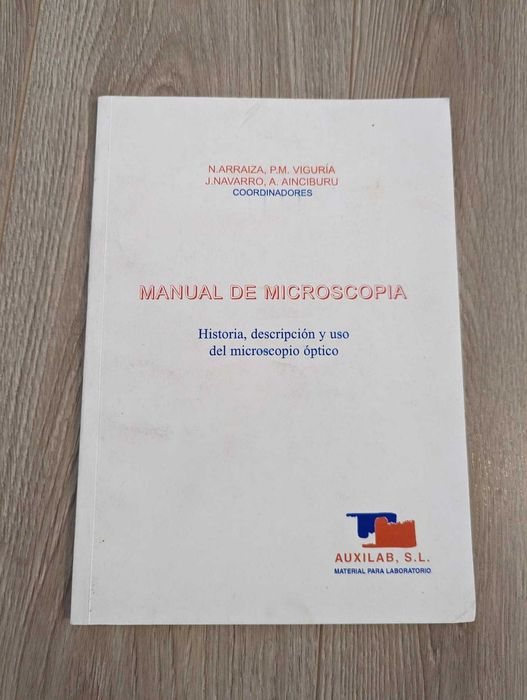 N.ARRAIZA, P.M. VIGURÍA
J.NAVARRO, A. AINCIBURU
COORDINADORES
MANUAL DE MICROSCOPIA
Historia, descripción y uso
del microscopio óptico
AUXILAB, S.L.
MATERIAL PARA LABORATORIO